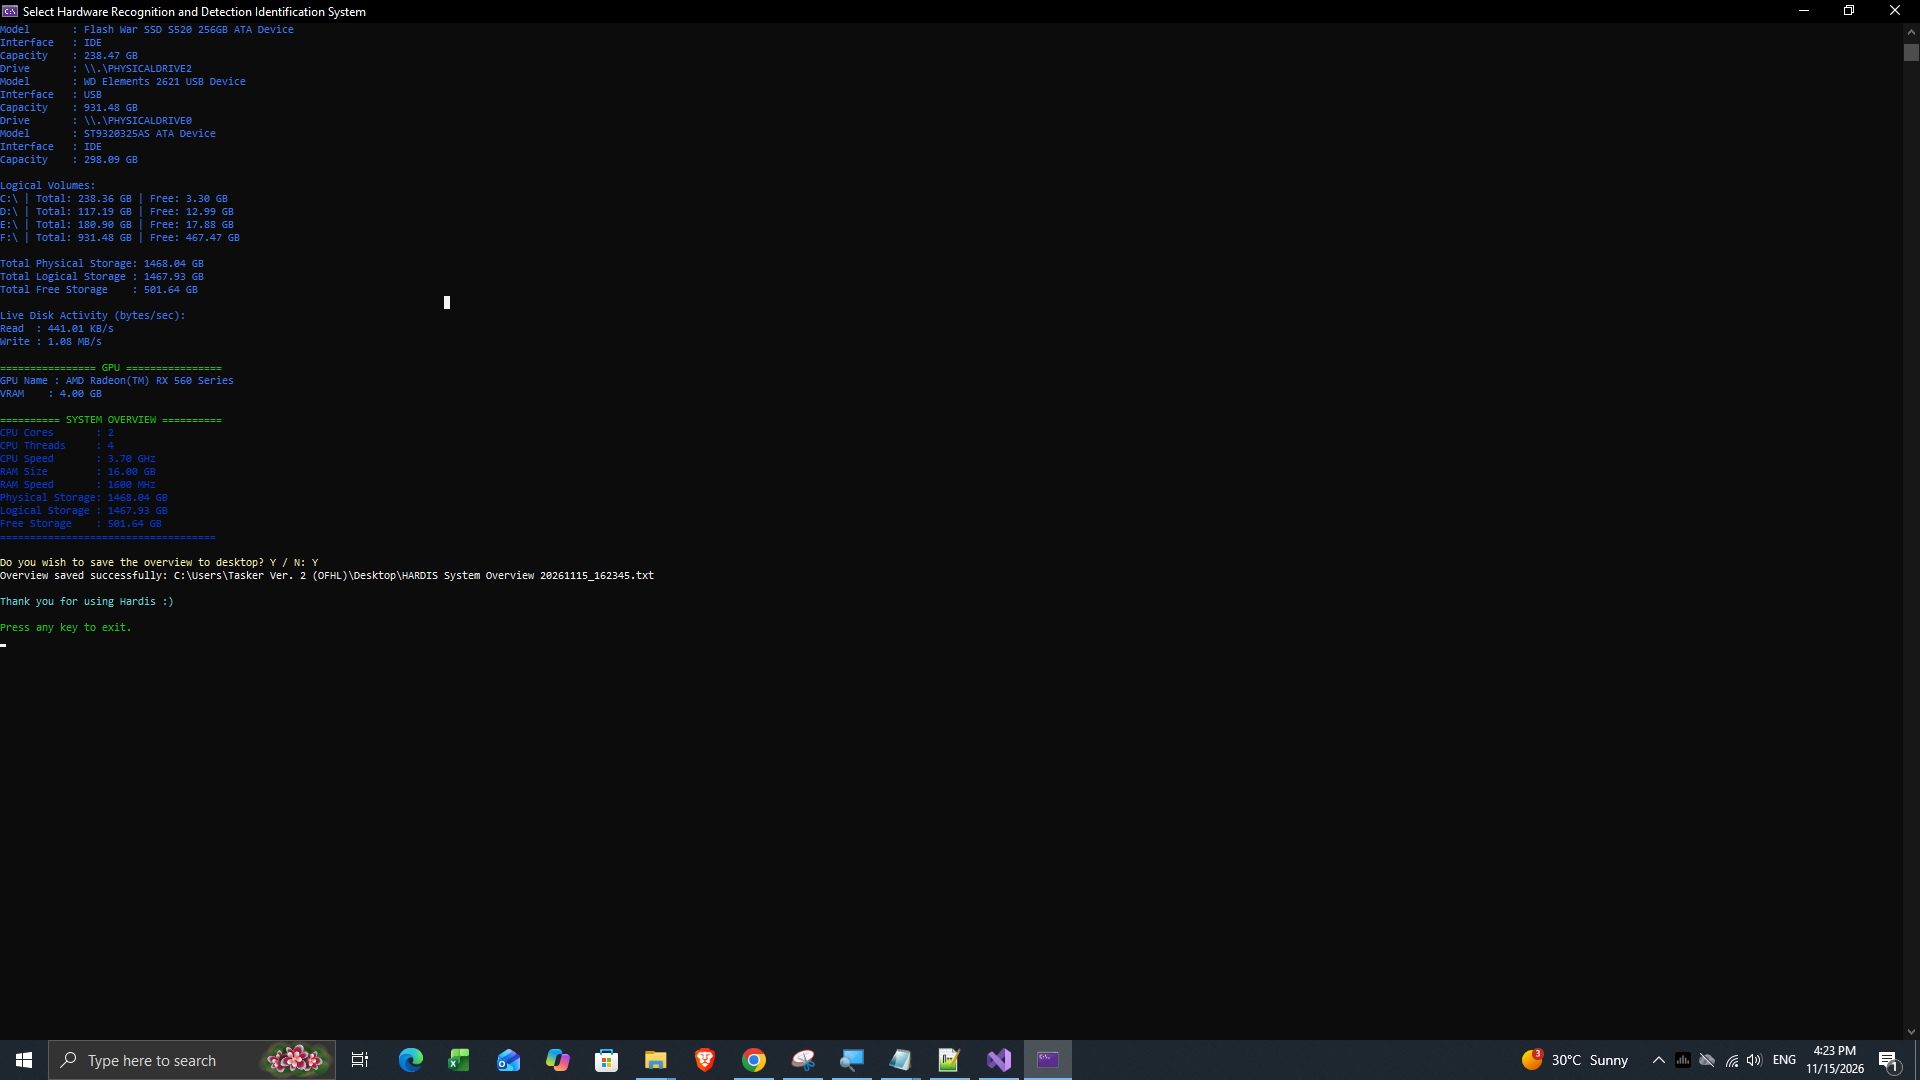 Select Hardware Recognition and Detection Identification System
Model       : Flash War SSD S520 256GB ATA Device
Interface   : IDE
Capacity    : 238.47 GB
Drive       : \\.\PHYSICALDRIVE2
Model       : WD Elements 2621 USB Device
Interface   : USB
Capacity    : 931.48 GB
Drive       : \\.\PHYSICALDRIVE0
Model       : ST9320325AS ATA Device
Interface   : IDE
Capacity    : 298.09 GB
Logical Volumes:
C:\ | Total: 238.36 GB | Free: 3.30 GB
D:\ | Total: 117.19 GB | Free: 12.99 GB
E:\ | Total: 180.90 GB | Free: 17.88 GB
F:\ | Total: 931.48 GB | Free: 467.47 GB
Total Physical Storage: 1468.04 GB
Total Logical Storage : 1467.93 GB
Total Free Storage    : 501.64 GB
Live Disk Activity (bytes/sec):
Read  : 441.01 KB/s
Write : 1.08 MB/s
================ GPU ================
GPU Name : AMD Radeon(TM) RX 560 Series
VRAM    : 4.00 GB
========== SYSTEM OVERVIEW ==========
CPU Cores       : 2
CPU Threads     : 4
CPU Speed       : 3.70 GHz
RAM Size        : 16.00 GB
RAM Speed       : 1600 MHz
Physical Storage: 1468.04 GB
Logical Storage : 1467.93 GB
Free Storage    : 501.64 GB
====================================
Do you wish to save the overview to desktop? Y / N: Y
Overview saved successfully: C:\Users\Tasker Ver. 2 (OFHL)\Desktop\HARDIS System Overview 20261115_162345.txt
Thank you for using Hardis :)
Press any key to exit.
Type here to search
3
30°C Sunny
ENG
4:23 PM
11/15/2026
1